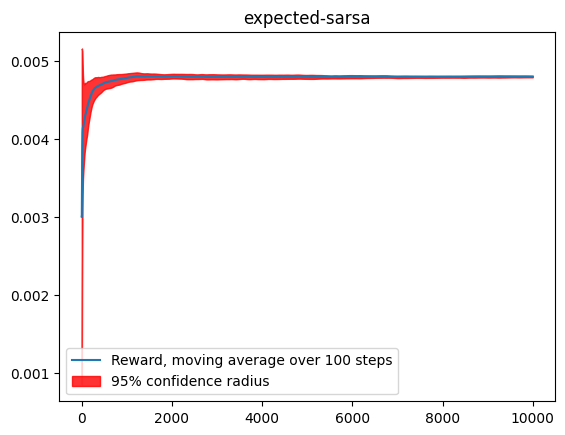 expected-sarsa
0.005
0.004
0.003
0.002
0.001
Reward, moving average over 100 steps
95% confidence radius
0 2000 4000 6000 8000 10000